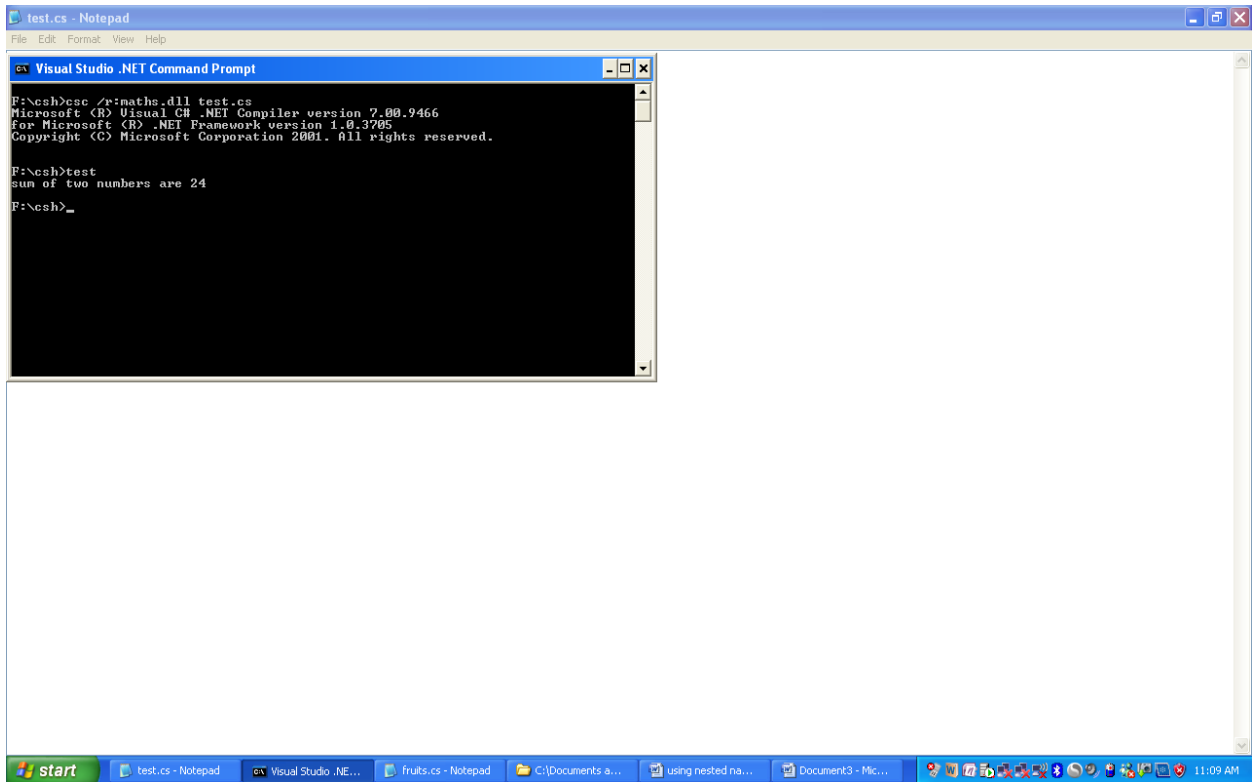 test.cs - Notepad
File Edit Format View Help
Visual Studio .NET Command Prompt
F:\csh>csc /r:maths.dll test.cs
Microsoft (R) Visual C# .NET Compiler version 7.00.9466
for Microsoft (R) .NET Framework version 1.0.3705
Copyright (C) Microsoft Corporation 2001. All rights reserved.
F:\csh>test
sum of two numbers are 24
F:\csh>_
start
test.cs - Notepad
Visual Studio .NE...
fruits.cs - Notepad
C:\Documents a...
using nested na...
Document3 - Mic...
11:09 AM